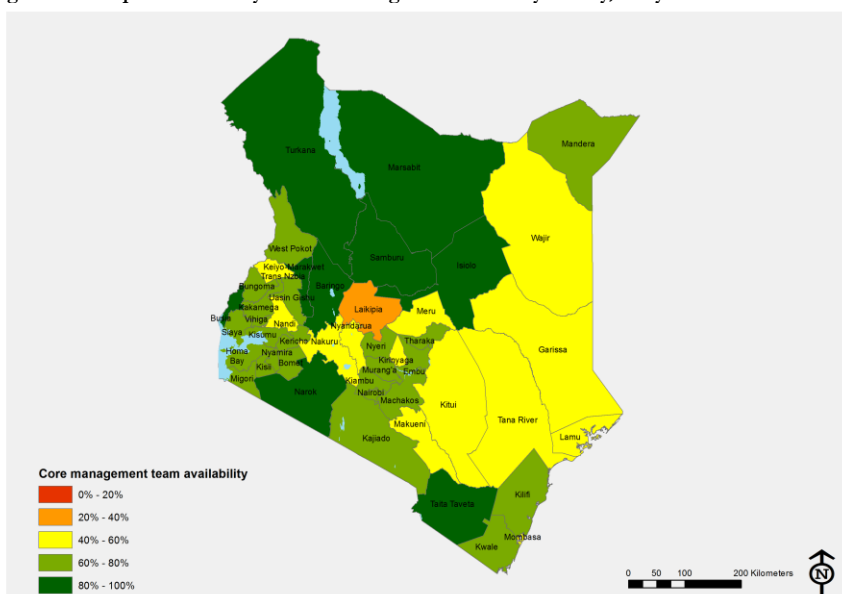 Mandera
Turkana
Marsabit
Wajir
West Pokot
Samburu
Isiolo
Keiyo-Marakwet
Trans Nzoia
Baringo
Bungoma
Uasin Gishu
Laikipia
Kakamega
Meru
Busia
Vihiga
Nandi
Nyandarua
Siaya
Kisumu
Kericho
Nakuru
Nyeri
Tharaka
Garissa
Homa
Bay
Nyamira
Kirinyaga
Bomet
Murang'a
Embu
Kisii
Migori
Kiambu
Narok
Nairobi
Machakos
Kitui
Tana River
Makueni
Lamu
Kajiado
Kilifi
Taita Taveta
Mombasa
Kwale
Core management team availability
0% - 20%
20% - 40%
40% - 60%
60% - 80%
80% - 100%
0 50 100 200 Kilometers
N